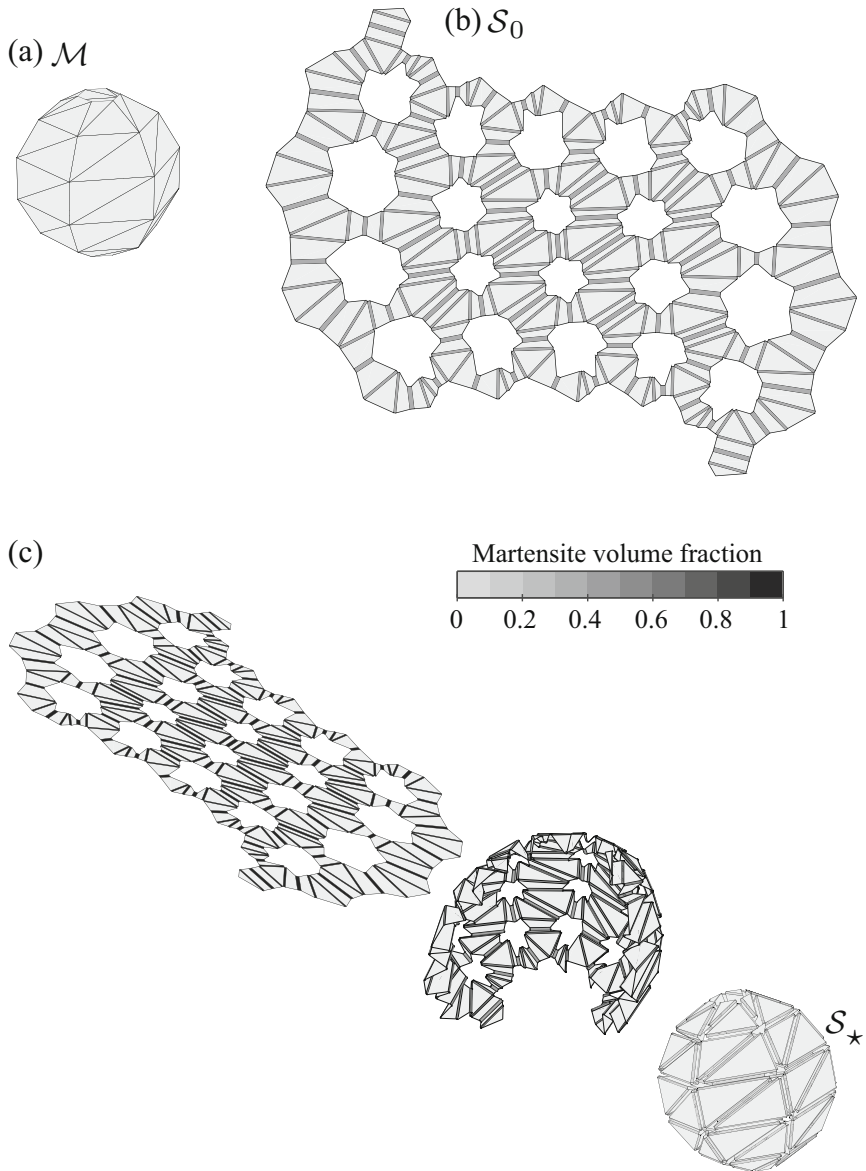 (a) ℳ
(b) 𝒮₀
(c)
Martensite volume fraction
0 0.2 0.4 0.6 0.8 1
𝒮⋆